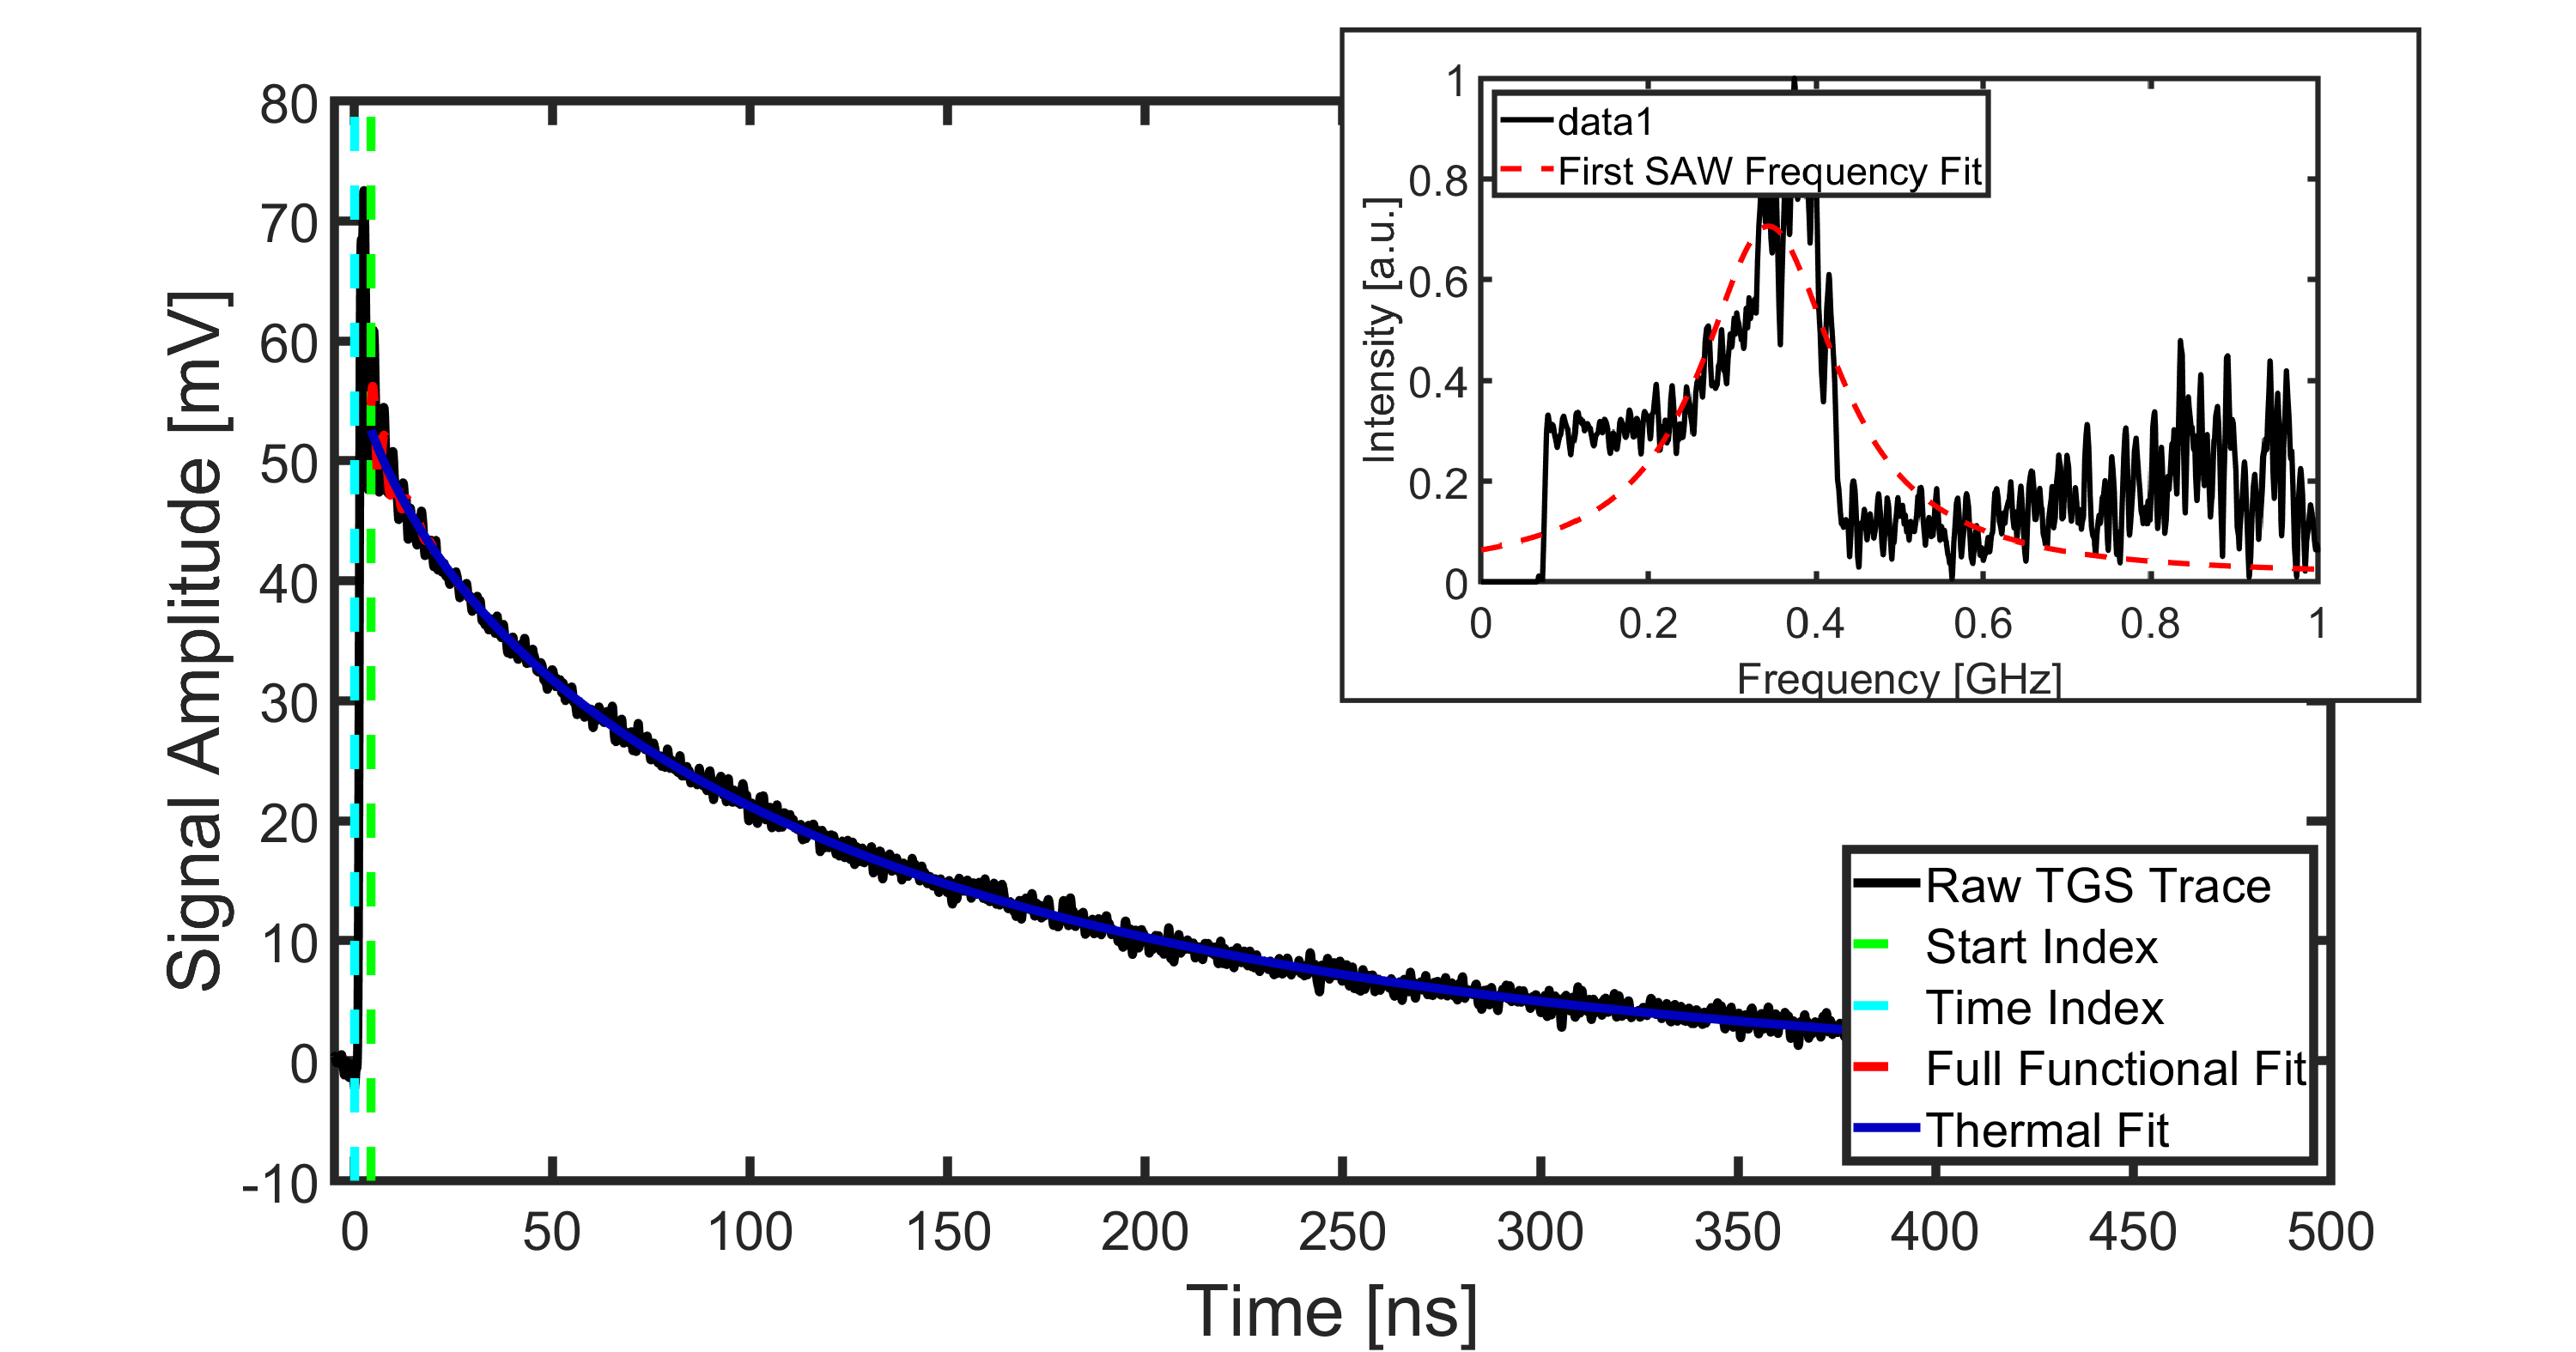 80
70
60
50
40
30
20
10
0
-10
Signal Amplitude [mV]
0 50 100 150 200 250 300 350 400 450 500
Time [ns]
1
0.8
0.6
0.4
0.2
0
Intensity [a.u.]
data1
First SAW Frequency Fit
0 0.2 0.4 0.6 0.8 1
Frequency [GHz]
Raw TGS Trace
Start Index
Time Index
Full Functional Fit
Thermal Fit